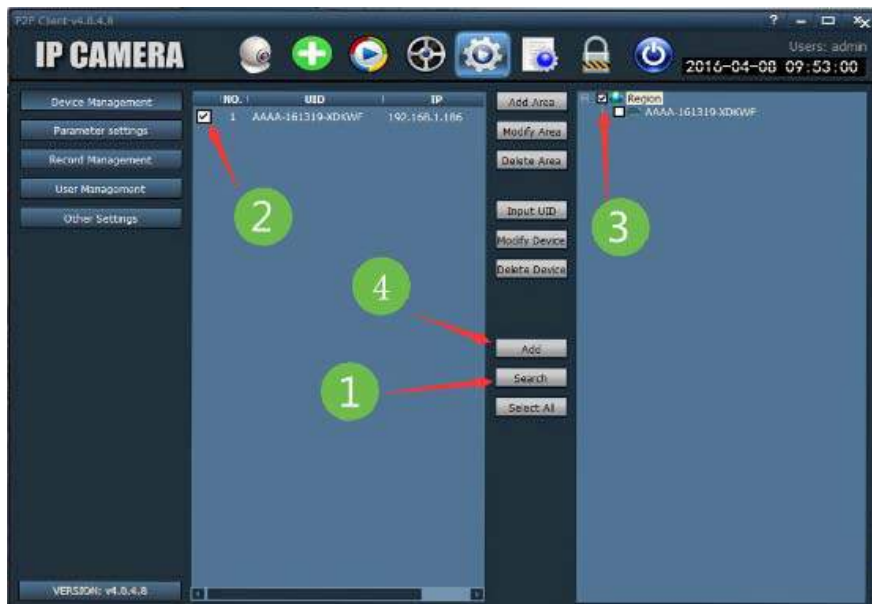 P2P Client-v4.0.4.8
IP CAMERA
Users: admin
2016-04-08 09:53:00
Device Management
Parameter settings
Record Management
User Management
Other Settings
VERSION: v4.0.4.8
NO. UID IP
1 AAAA-161319-XDKWF 192.168.1.186
2
4
1
Add Area
Modify Area
Delete Area
Input UID
Modify Device
Delete Device
Add
Search
Select All
Region
AAAA-161319-XDKWF
3